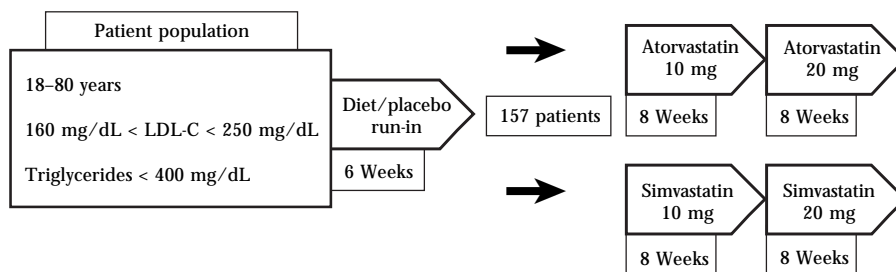 Patient population
18–80 years
160 mg/dL < LDL-C < 250 mg/dL
Triglycerides < 400 mg/dL
Diet/placebo
run-in
6 Weeks
157 patients
Atorvastatin
10 mg
8 Weeks
Atorvastatin
20 mg
8 Weeks
Simvastatin
10 mg
8 Weeks
Simvastatin
20 mg
8 Weeks